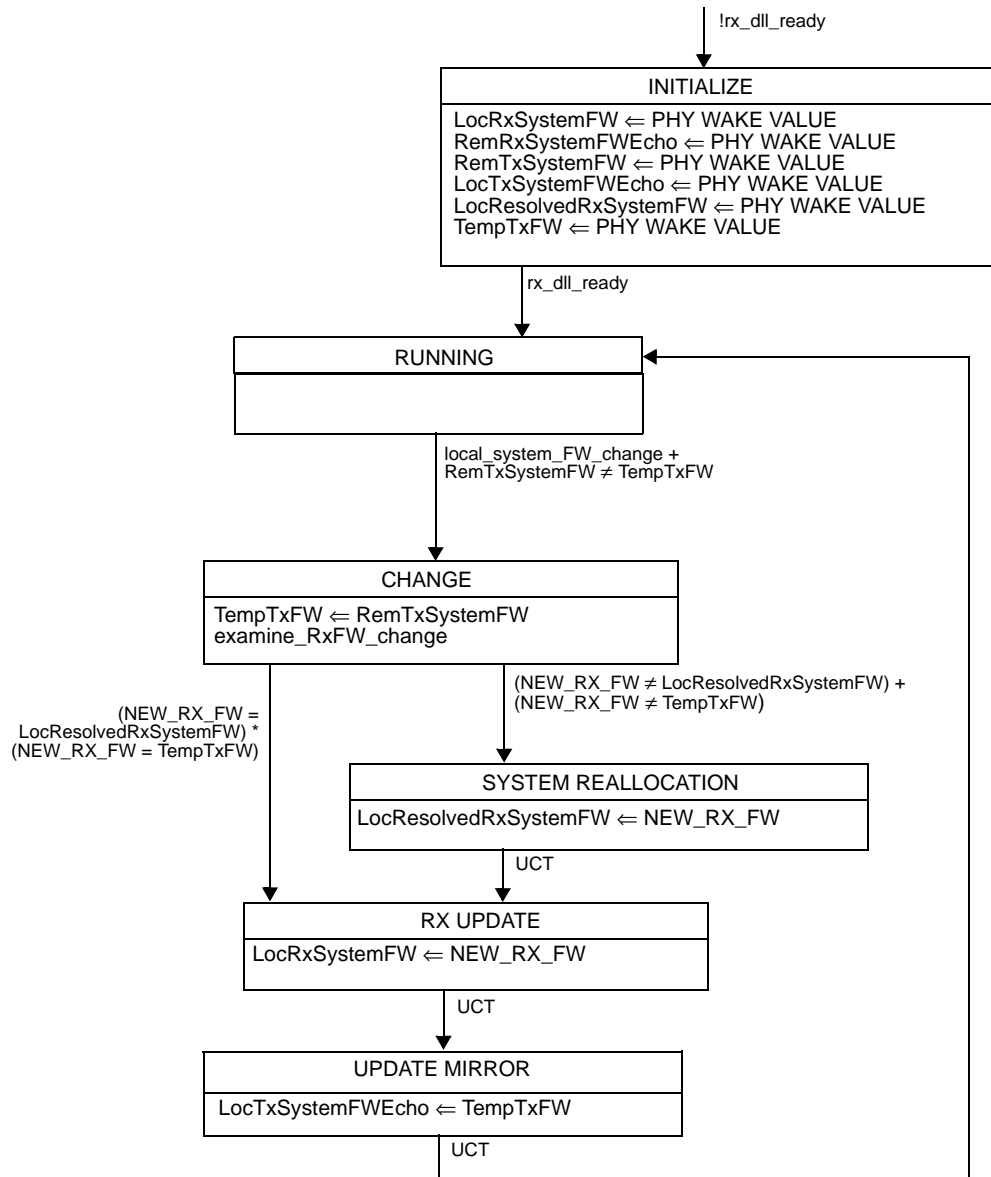 !rx_dll_ready
INITIALIZE
LocRxSystemFW ⇐ PHY WAKE VALUE
RemRxSystemFWEcho ⇐ PHY WAKE VALUE
RemTxSystemFW ⇐ PHY WAKE VALUE
LocTxSystemFWEcho ⇐ PHY WAKE VALUE
LocResolvedRxSystemFW ⇐ PHY WAKE VALUE
TempTxFW ⇐ PHY WAKE VALUE
rx_dll_ready
RUNNING
local_system_FW_change +
RemTxSystemFW ≠ TempTxFW
CHANGE
TempTxFW ⇐ RemTxSystemFW
examine_RxFW_change
(NEW_RX_FW ≠ LocResolvedRxSystemFW) +
(NEW_RX_FW ≠ TempTxFW)
(NEW_RX_FW =
LocResolvedRxSystemFW) *
(NEW_RX_FW = TempTxFW)
SYSTEM REALLOCATION
LocResolvedRxSystemFW ⇐ NEW_RX_FW
UCT
RX UPDATE
LocRxSystemFW ⇐ NEW_RX_FW
UCT
UPDATE MIRROR
LocTxSystemFWEcho ⇐ TempTxFW
UCT